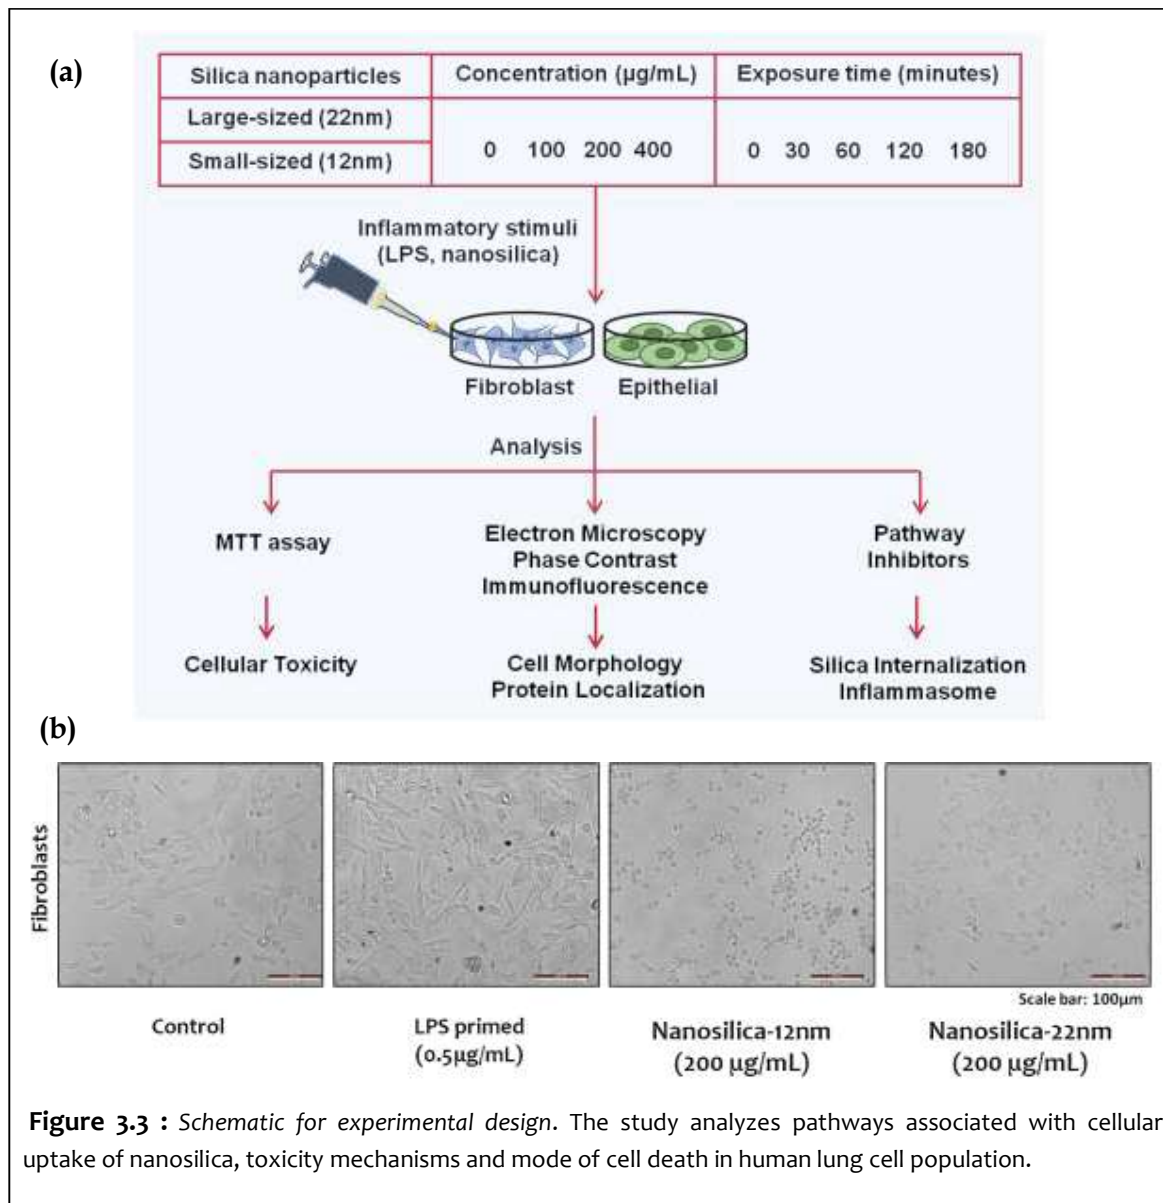 (a)
Silica nanoparticles Concentration (µg/mL) Exposure time (minutes)
Large-sized (22nm)
0 100 200 400 0 30 60 120 180
Small-sized (12nm)
Inflammatory stimuli
(LPS, nanosilica)
Fibroblast Epithelial
Analysis
MTT assay
Electron Microscopy
Phase Contrast
Immunofluorescence
Pathway
Inhibitors
Cellular Toxicity
Cell Morphology
Protein Localization
Silica Internalization
Inflammasome
(b)
Fibroblasts
Scale bar: 100µm
Control
LPS primed
(0.5µg/mL)
Nanosilica-12nm
(200 µg/mL)
Nanosilica-22nm
(200 µg/mL)
Figure 3.3 : Schematic for experimental design. The study analyzes pathways associated with cellular
uptake of nanosilica, toxicity mechanisms and mode of cell death in human lung cell population.